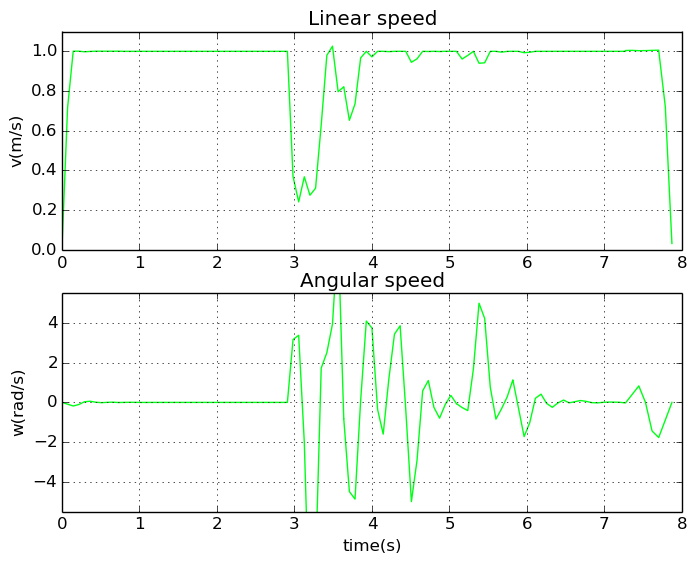 Linear speed
v(m/s)
1.0
0.8
0.6
0.4
0.2
0.0
0 1 2 3 4 5 6 7 8
Angular speed
w(rad/s)
4
2
0
−2
−4
0 1 2 3 4 5 6 7 8
time(s)